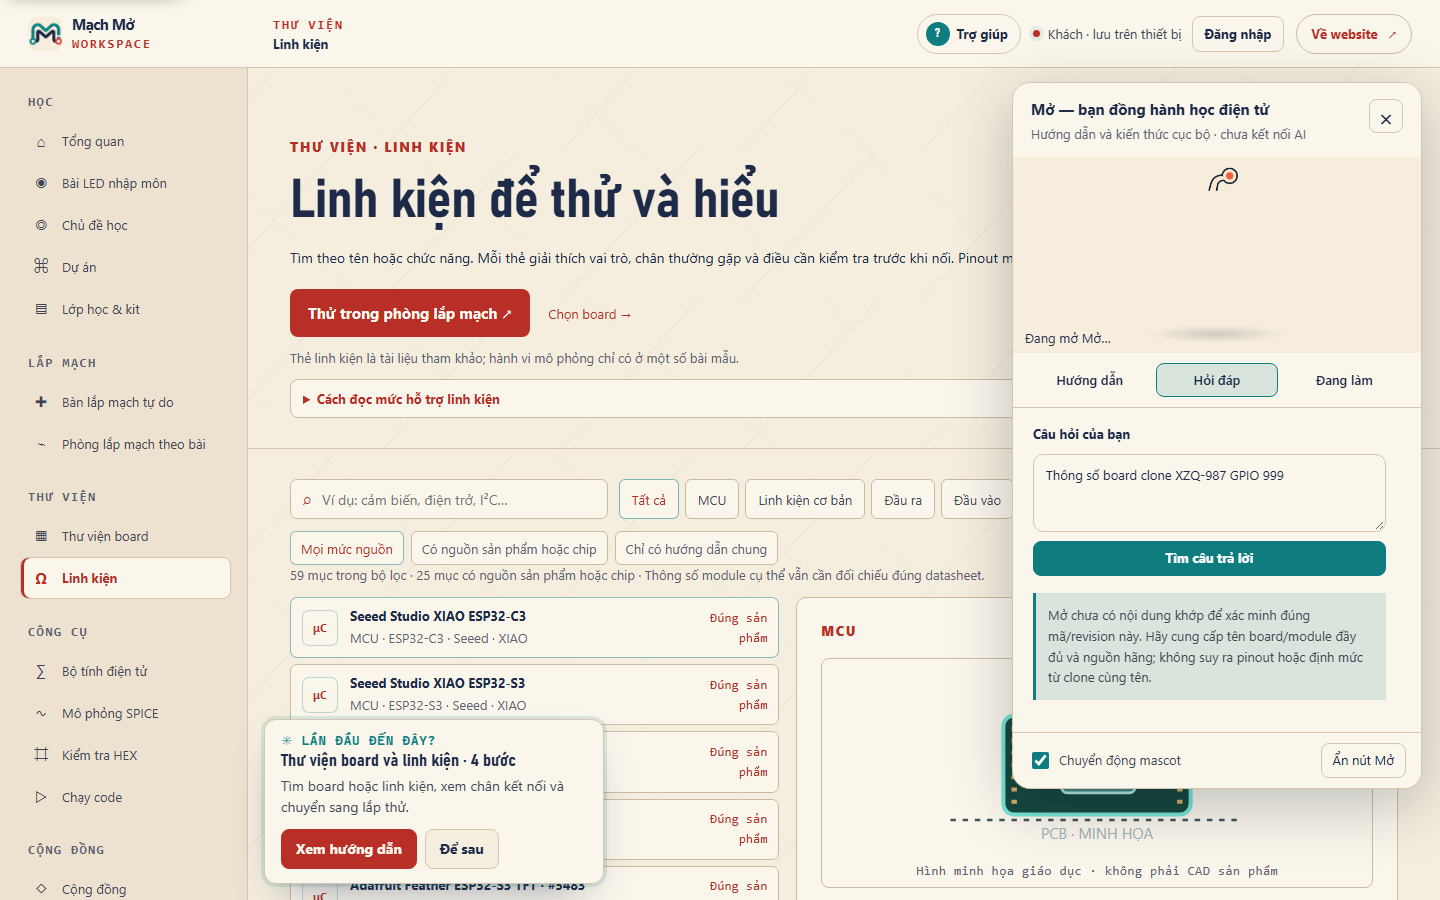 Mạch Mở
WORKSPACE
THƯ VIỆN
Linh kiện
? Trợ giúp
Khách · lưu trên thiết bị
Đăng nhập
Về website ↗
HỌC
Tổng quan
Bài LED nhập môn
Chủ đề học
Dự án
Lớp học & kit
LẮP MẠCH
Bàn lắp mạch tự do
Phòng lắp mạch theo bài
THƯ VIỆN
Thư viện board
Linh kiện
CÔNG CỤ
Bộ tính điện tử
Mô phỏng SPICE
Kiểm tra HEX
Chạy code
CỘNG ĐỒNG
Cộng đồng
THƯ VIỆN · LINH KIỆN
Linh kiện để thử và hiểu
Tìm theo tên hoặc chức năng. Mỗi thẻ giải thích vai trò, chân thường gặp và điều cần kiểm tra trước khi nối. Pinout m
Thử trong phòng lắp mạch ↗
Chọn board →
Thẻ linh kiện là tài liệu tham khảo; hành vi mô phỏng chỉ có ở một số bài mẫu.
Cách đọc mức hỗ trợ linh kiện
Ví dụ: cảm biến, điện trở, I²C...
Tất cả
MCU
Linh kiện cơ bản
Đầu ra
Đầu vào
Mọi mức nguồn
Có nguồn sản phẩm hoặc chip
Chỉ có hướng dẫn chung
59 mục trong bộ lọc · 25 mục có nguồn sản phẩm hoặc chip · Thông số module cụ thể vẫn cần đối chiếu đúng datasheet.
µC
Seeed Studio XIAO ESP32-C3
MCU · ESP32-C3 · Seeed · XIAO
Đúng sản
phẩm
µC
Seeed Studio XIAO ESP32-S3
MCU · ESP32-S3 · Seeed · XIAO
Đúng sản
phẩm
Đúng sản
phẩm
Đúng sản
phẩm
µC
Adafruit Feather ESP32-S3 TFT · #5483
Đúng sản
MCU
PCB · MINH HỌA
Hình minh họa giáo dục · không phải CAD sản phẩm
✳ LẦN ĐẦU ĐẾN ĐÂY?
Thư viện board và linh kiện · 4 bước
Tìm board hoặc linh kiện, xem chân kết nối và
chuyển sang lắp thử.
Xem hướng dẫn
Để sau
Mở — bạn đồng hành học điện tử
Hướng dẫn và kiến thức cục bộ · chưa kết nối AI
×
Đang mở Mở...
Hướng dẫn
Hỏi đáp
Đang làm
Câu hỏi của bạn
Thông số board clone XZQ-987 GPIO 999
Tìm câu trả lời
Mở chưa có nội dung khớp để xác minh đúng
mã/revision này. Hãy cung cấp tên board/module đầy
đủ và nguồn hãng; không suy ra pinout hoặc định mức
từ clone cùng tên.
Chuyển động mascot
Ẩn nút Mở